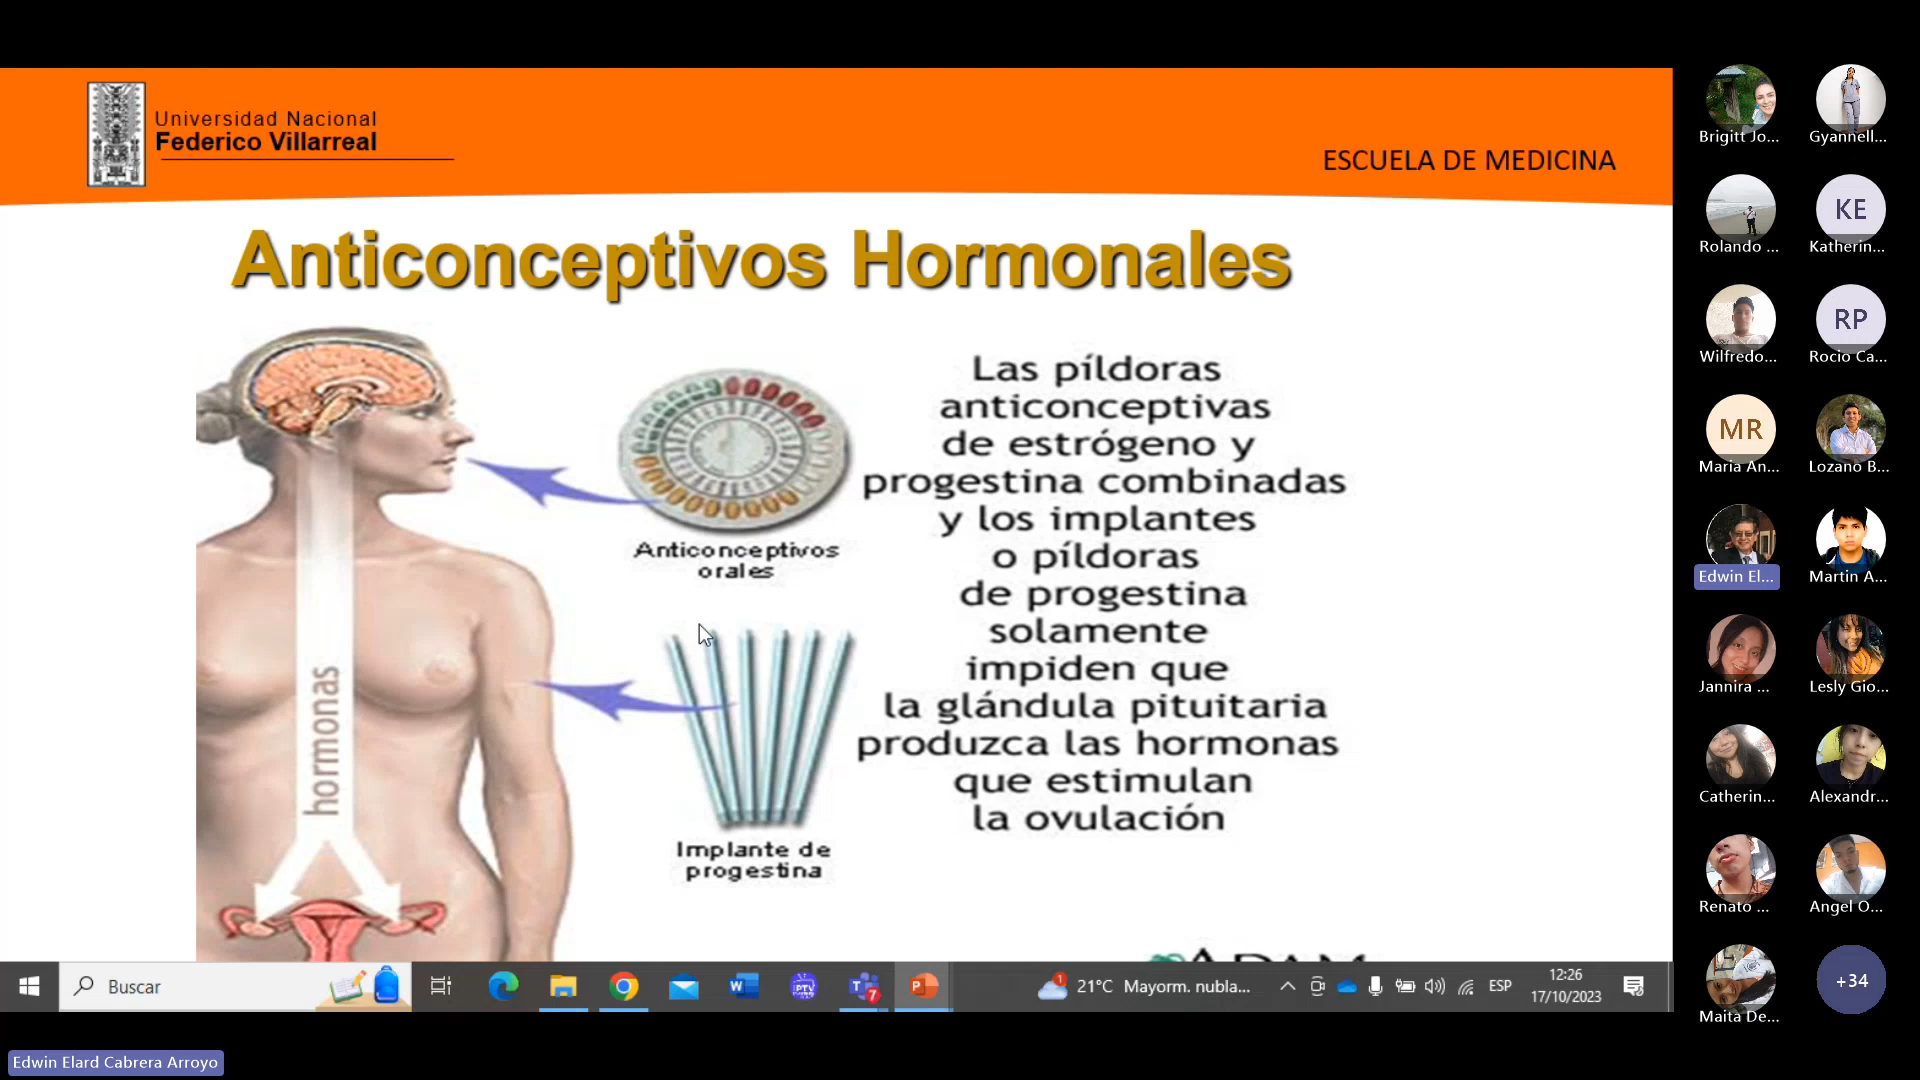 Universidad Nacional
Federico Villarreal
ESCUELA DE MEDICINA
Anticonceptivos Hormonales
hormonas
Anticonceptivos
orales
Implante de
progestina
Las píldoras
anticonceptivas
de estrógeno y
progestina combinadas
y los implantes
o píldoras
de progestina
solamente
impiden que
la glándula pituitaria
produzca las hormonas
que estimulan
la ovulación
Brigitt Jo...
Gyannell...
Rolando ...
KE
Katherin...
Wilfredo...
RP
Rocio Ca...
MR
Maria An...
Lozano B...
Edwin El...
Martin A...
Jannira ...
Lesly Gio...
Catherin...
Alexandr...
Renato ...
Angel O...
Maita De...
+34
Buscar
7
1
21°C Mayorm. nubla...
ESP
12:26
17/10/2023
Edwin Elard Cabrera Arroyo